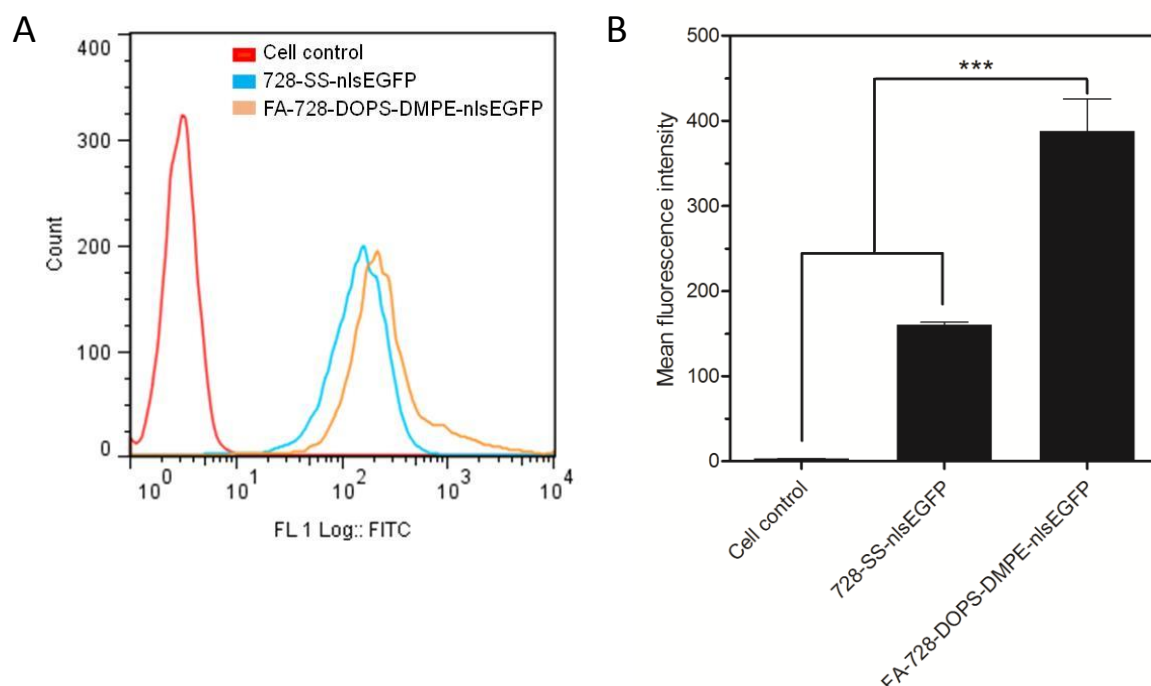 A
400
300
200
100
0
Count
Cell control
728-SS-nlsEGFP
FA-728-DOPS-DMPE-nlsEGFP
10^0
10^1
10^2
10^3
10^4
FL 1 Log:: FITC
B
500
400
300
200
100
0
Mean fluorescence intensity
***
Cell control
728-SS-nlsEGFP
FA-728-DOPS-DMPE-nlsEGFP